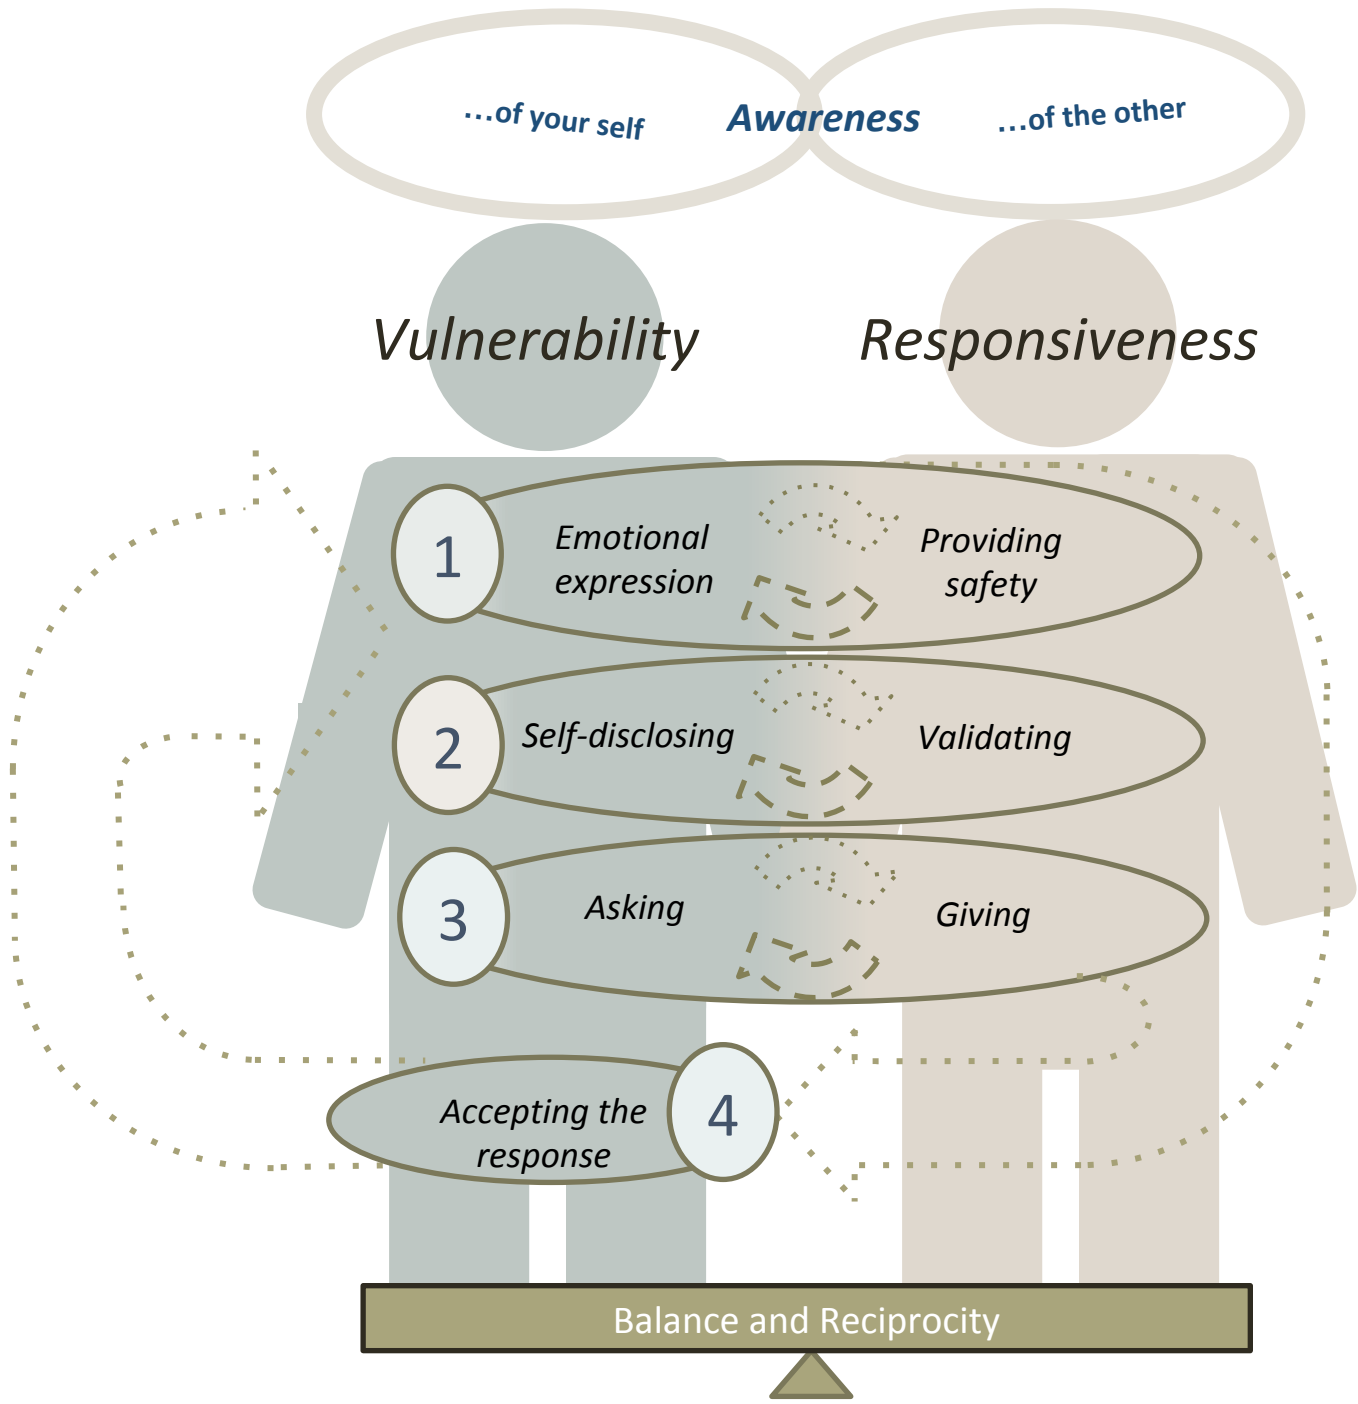 …of your self
Awareness
…of the other
Vulnerability
Responsiveness
1
Emotional
expression
Providing
safety
2
Self-disclosing
Validating
3
Asking
Giving
Accepting the
response
4
Balance and Reciprocity